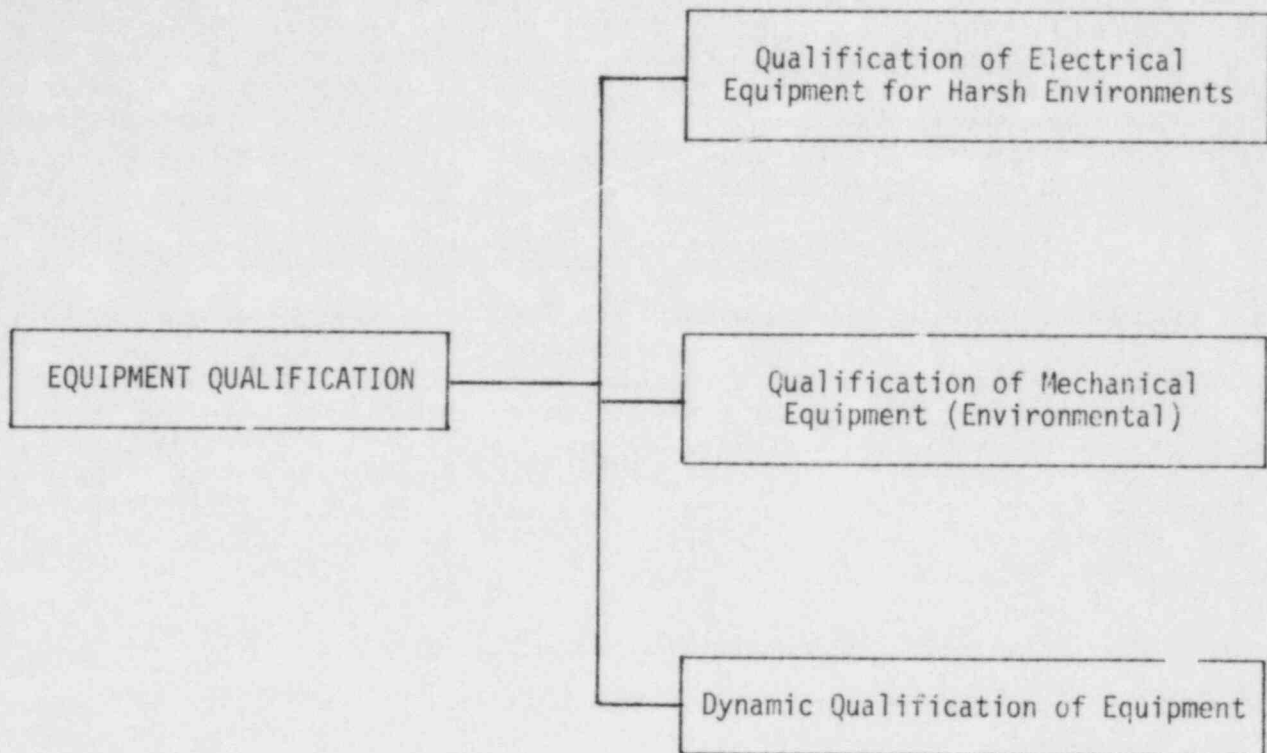 Qualification of Electrical
Equipment for Harsh Environments
EQUIPMENT QUALIFICATION
Qualification of Mechanical
Equipment (Environmental)
Dynamic Qualification of Equipment